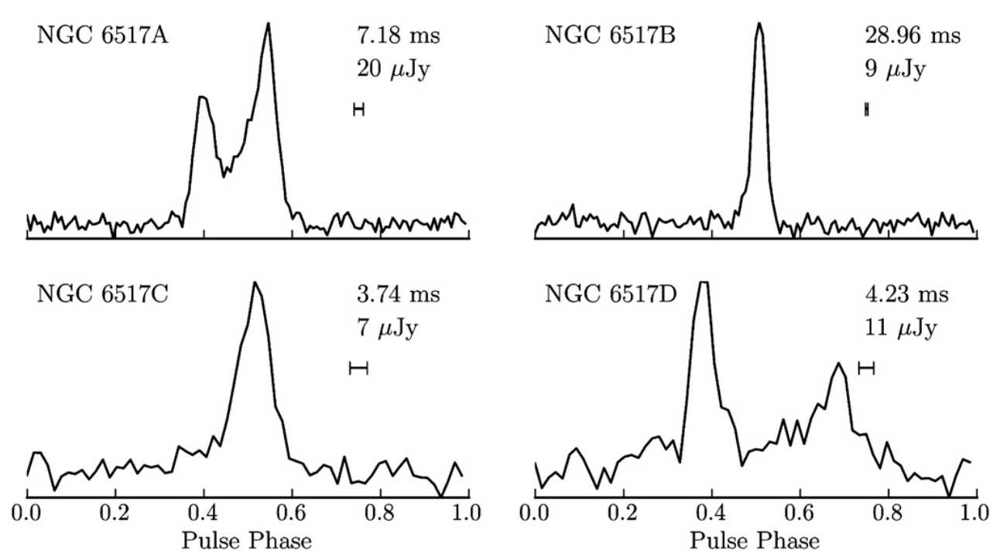 NGC 6517A
7.18 ms
20 μJy
NGC 6517B
28.96 ms
9 μJy
NGC 6517C
3.74 ms
7 μJy
0.0 0.2 0.4 0.6 0.8 1.0
Pulse Phase
NGC 6517D
4.23 ms
11 μJy
0.0 0.2 0.4 0.6 0.8 1.0
Pulse Phase